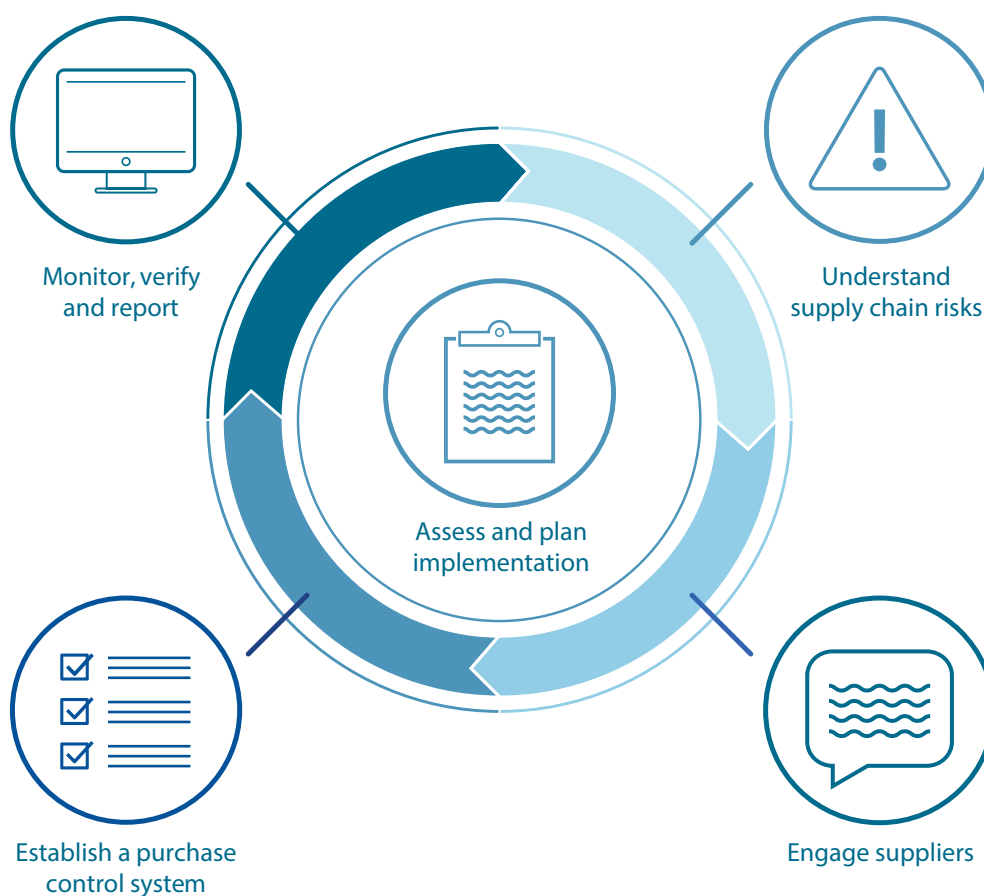 Monitor, verify
and report
Understand
supply chain risks
Assess and plan
implementation
Establish a purchase
control system
Engage suppliers